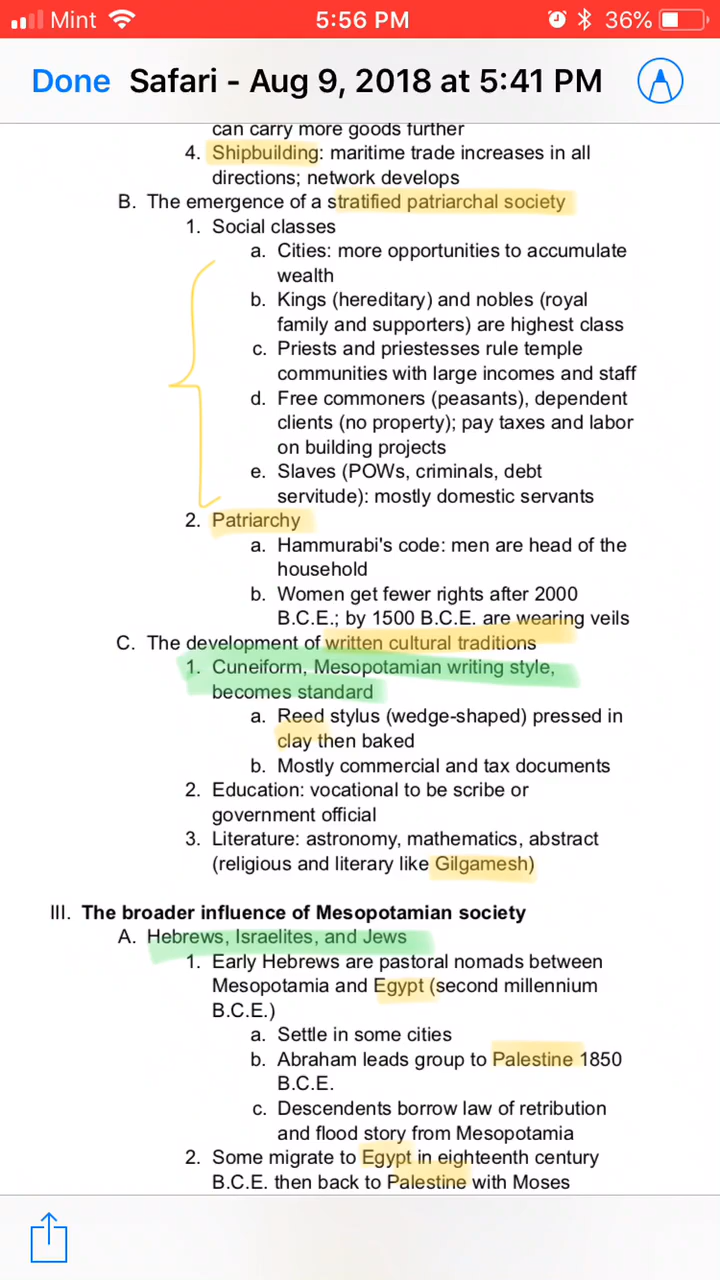 Mint 5:56 PM 36%
Done Safari - Aug 9, 2018 at 5:41 PM
can carry more goods further
4. Shipbuilding: maritime trade increases in all
directions; network develops
B. The emergence of a stratified patriarchal society
1. Social classes
a. Cities: more opportunities to accumulate
wealth
b. Kings (hereditary) and nobles (royal
family and supporters) are highest class
c. Priests and priestesses rule temple
communities with large incomes and staff
d. Free commoners (peasants), dependent
clients (no property); pay taxes and labor
on building projects
e. Slaves (POWs, criminals, debt
servitude): mostly domestic servants
2. Patriarchy
a. Hammurabi's code: men are head of the
household
b. Women get fewer rights after 2000
B.C.E.; by 1500 B.C.E. are wearing veils
C. The development of written cultural traditions
1. Cuneiform, Mesopotamian writing style,
becomes standard
a. Reed stylus (wedge-shaped) pressed in
clay then baked
b. Mostly commercial and tax documents
2. Education: vocational to be scribe or
government official
3. Literature: astronomy, mathematics, abstract
(religious and literary like Gilgamesh)
III. The broader influence of Mesopotamian society
A. Hebrews, Israelites, and Jews
1. Early Hebrews are pastoral nomads between
Mesopotamia and Egypt (second millennium
B.C.E.)
a. Settle in some cities
b. Abraham leads group to Palestine 1850
B.C.E.
c. Descendents borrow law of retribution
and flood story from Mesopotamia
2. Some migrate to Egypt in eighteenth century
B.C.E. then back to Palestine with Moses